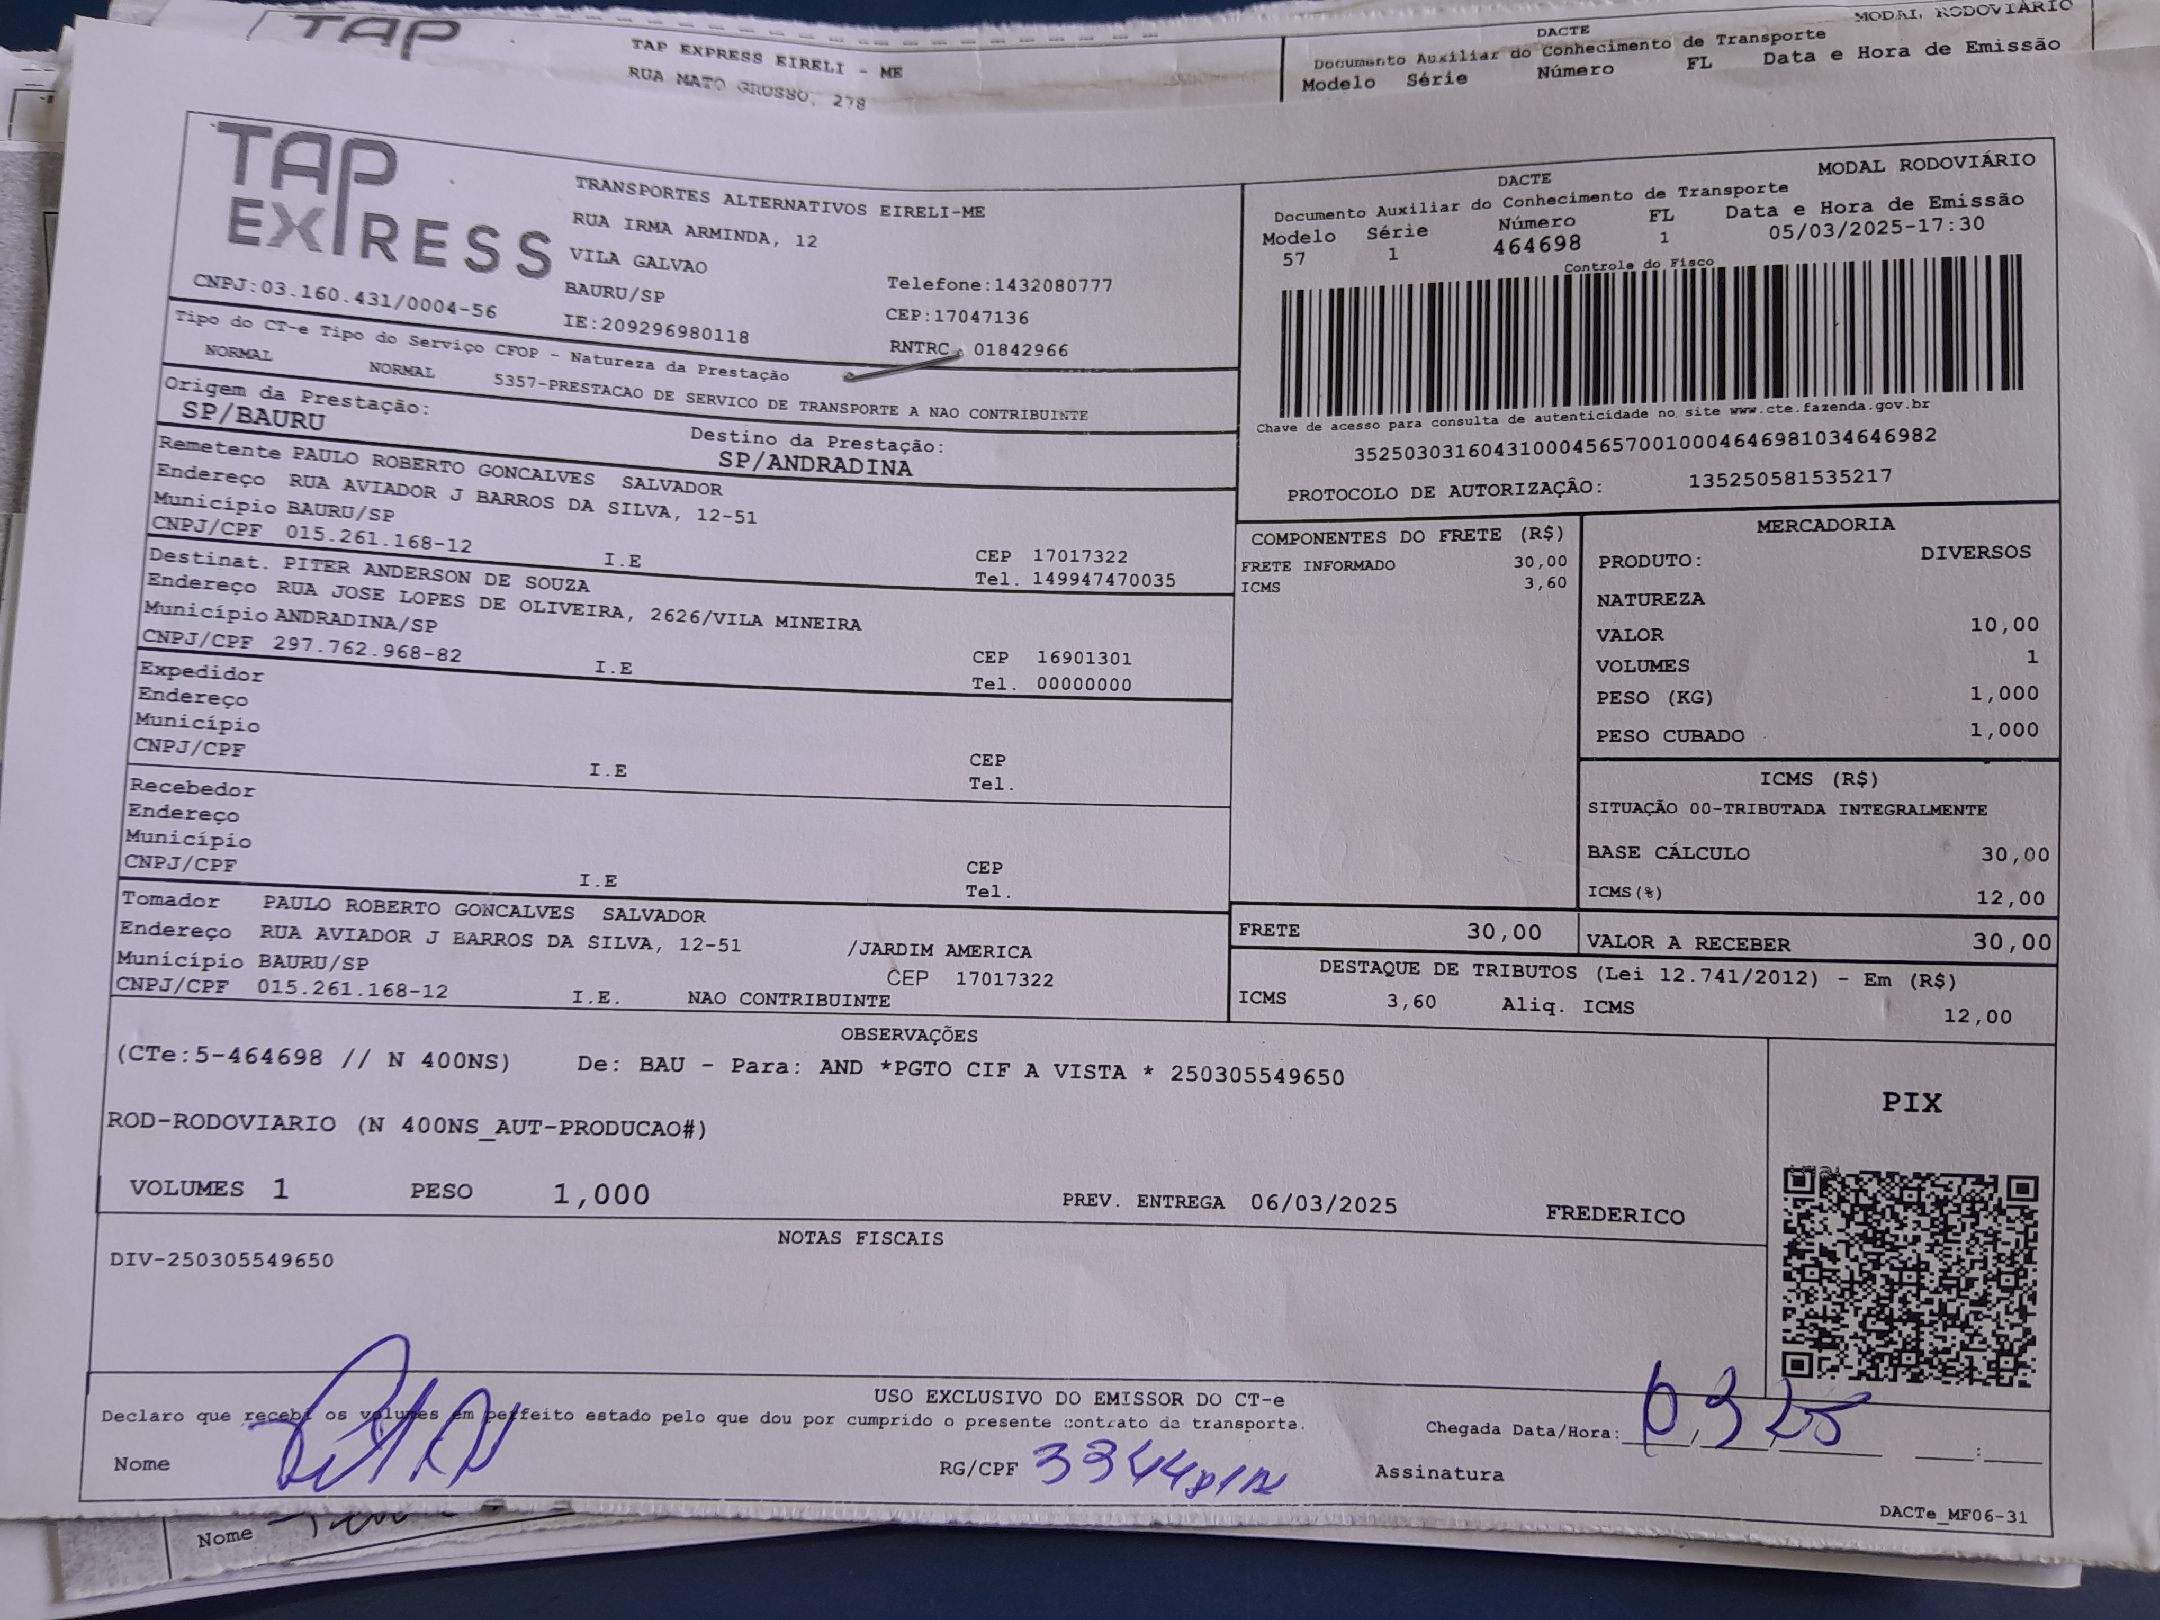 TAP
TAP EXPRESS EIRELI - ME
RUA MATO GROSSO, 278
MODAL RODOVIÁRIO
DACTE
Documento Auxiliar do Conhecimento de Transporte
Modelo Série Número FL Data e Hora de Emissão
TAP EXPRESS
CNPJ:03.160.431/0004-56
TRANSPORTES ALTERNATIVOS EIRELI-ME
RUA IRMA ARMINDA, 12
VILA GALVAO
BAURU/SP
IE:209296980118
Telefone:1432080777
CEP:17047136
RNTRC: 01842966
MODAL RODOVIÁRIO
DACTE
Documento Auxiliar do Conhecimento de Transporte
Modelo Série Número FL Data e Hora de Emissão
57 1 464698 1 05/03/2025-17:30
Controle do Fisco
Chave de acesso para consulta de autenticidade no site www.cte.fazenda.gov.br
35250303160431000456570010004646981034646982
PROTOCOLO DE AUTORIZAÇÃO: 135250581535217
Tipo do CT-e Tipo do Serviço CFOP - Natureza da Prestação
NORMAL NORMAL 5357-PRESTACAO DE SERVICO DE TRANSPORTE A NAO CONTRIBUINTE
Origem da Prestação: Destino da Prestação:
SP/BAURU SP/ANDRADINA
Remetente PAULO ROBERTO GONCALVES SALVADOR
Endereço RUA AVIADOR J BARROS DA SILVA, 12-51
Município BAURU/SP CEP 17017322
CNPJ/CPF 015.261.168-12 I.E Tel. 149947470035
Destinat. PITER ANDERSON DE SOUZA
Endereço RUA JOSE LOPES DE OLIVEIRA, 2626/VILA MINEIRA
Município ANDRADINA/SP CEP 16901301
CNPJ/CPF 297.762.968-82 I.E Tel. 00000000
Expedidor
Endereço
Município CEP
CNPJ/CPF I.E Tel.
Recebedor
Endereço
Município CEP
CNPJ/CPF I.E Tel.
Tomador PAULO ROBERTO GONCALVES SALVADOR
Endereço RUA AVIADOR J BARROS DA SILVA, 12-51 /JARDIM AMERICA
Município BAURU/SP CEP 17017322
CNPJ/CPF 015.261.168-12 I.E. NAO CONTRIBUINTE
COMPONENTES DO FRETE (R$)
FRETE INFORMADO 30,00
ICMS 3,60
MERCADORIA
PRODUTO: DIVERSOS
NATUREZA
VALOR 10,00
VOLUMES 1
PESO (KG) 1,000
PESO CUBADO 1,000
ICMS (R$)
SITUAÇÃO 00-TRIBUTADA INTEGRALMENTE
BASE CÁLCULO 30,00
ICMS(%) 12,00
FRETE 30,00 VALOR A RECEBER 30,00
DESTAQUE DE TRIBUTOS (Lei 12.741/2012) - Em (R$)
ICMS 3,60 Aliq. ICMS 12,00
OBSERVAÇÕES
(CTe:5-464698 // N 400NS) De: BAU - Para: AND *PGTO CIF A VISTA * 250305549650
ROD-RODOVIARIO (N 400NS_AUT-PRODUCAO#)
VOLUMES 1 PESO 1,000 PREV. ENTREGA 06/03/2025 FREDERICO
PIX
NOTAS FISCAIS
DIV-250305549650
USO EXCLUSIVO DO EMISSOR DO CT-e
Declaro que recebi os volumes em perfeito estado pelo que dou por cumprido o presente contrato de transporte.
Chegada Data/Hora: : 
Nome RG/CPF Assinatura
DACTe_MF06-31
Nome